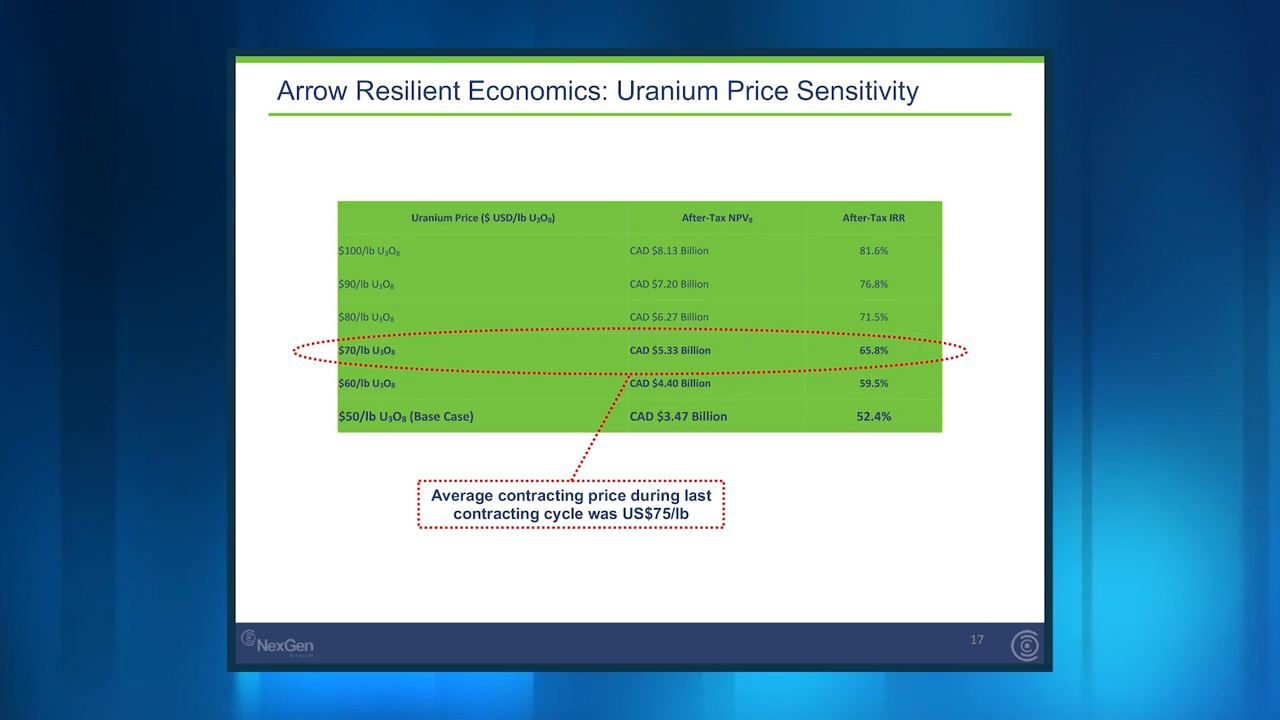 Arrow Resilient Economics: Uranium Price Sensitivity
Uranium Price ($ USD/lb U₃O₈) After-Tax NPV₈ After-Tax IRR
$100/lb U₃O₈ CAD $8.13 Billion 81.6%
$90/lb U₃O₈ CAD $7.20 Billion 76.8%
$80/lb U₃O₈ CAD $6.27 Billion 71.5%
$70/lb U₃O₈ CAD $5.33 Billion 65.8%
$60/lb U₃O₈ CAD $4.40 Billion 59.5%
$50/lb U₃O₈ (Base Case) CAD $3.47 Billion 52.4%
Average contracting price during last
contracting cycle was US$75/lb
NexGen
17